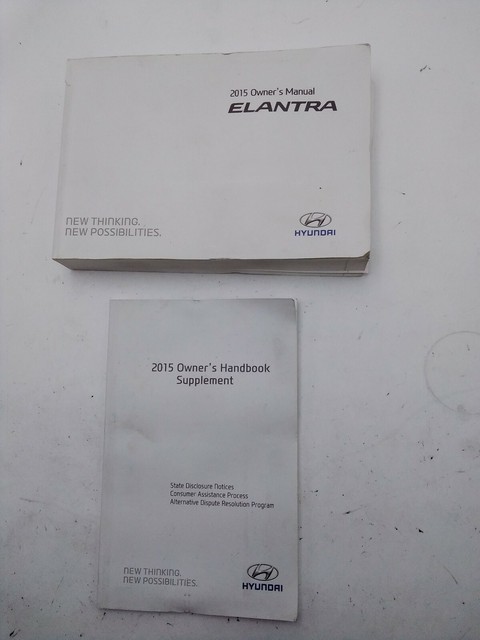 2015 Owner's Manual
ELANTRA
NEW THINKING.
NEW POSSIBILITIES.
HYUNDAI
2015 Owner's Handbook
Supplement
State Disclosure Notices
Consumer Assistance Process
Alternative Dispute Resolution Program
NEW THINKING.
NEW POSSIBILITIES.
HYUNDAI